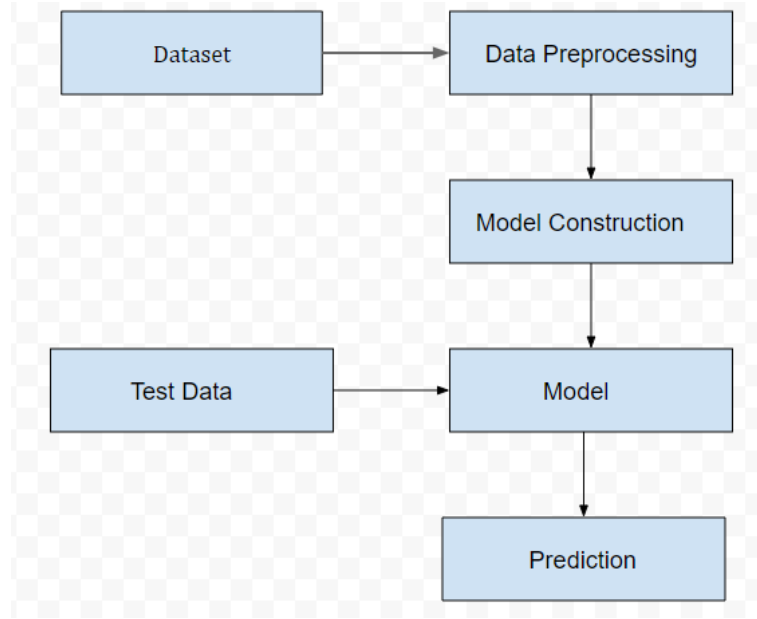 Dataset
Data Preprocessing
Model Construction
Test Data
Model
Prediction